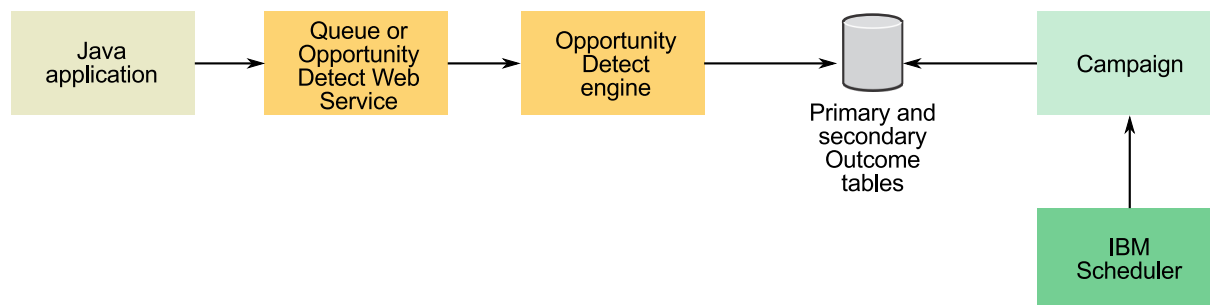 Java
application
Queue or
Opportunity
Detect Web
Service
Opportunity
Detect
engine
Primary and
secondary
Outcome
tables
Campaign
IBM
Scheduler